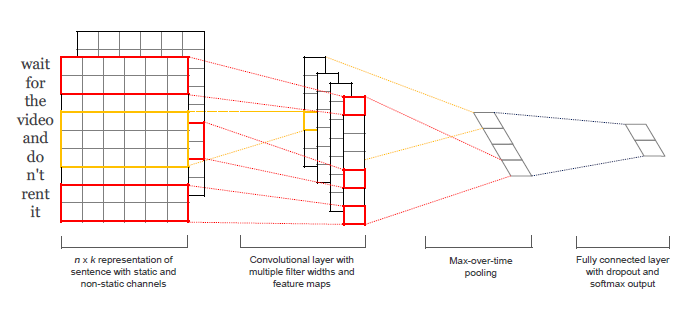 wait
for
the
video
and
do
n't
rent
it
n x k representation of
sentence with static and
non-static channels
Convolutional layer with
multiple filter widths and
feature maps
Max-over-time
pooling
Fully connected layer
with dropout and
softmax output